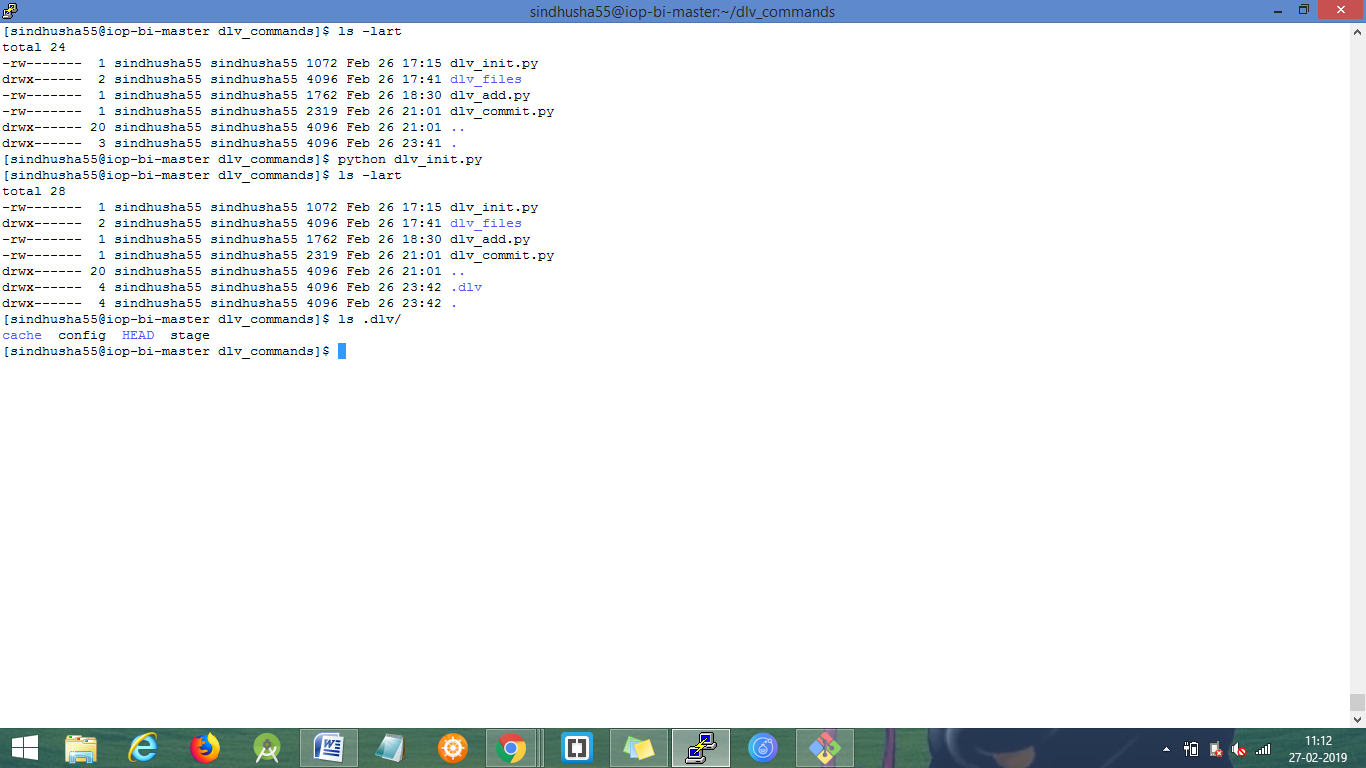 sindhusha55@iop-bi-master:~/dlv_commands
[sindhusha55@iop-bi-master dlv_commands]$ ls -lart
total 24
-rw-------  1 sindhusha55 sindhusha55 1072 Feb 26 17:15 dlv_init.py
drwx------  2 sindhusha55 sindhusha55 4096 Feb 26 17:41 dlv_files
-rw-------  1 sindhusha55 sindhusha55 1762 Feb 26 18:30 dlv_add.py
-rw-------  1 sindhusha55 sindhusha55 2319 Feb 26 21:01 dlv_commit.py
drwx------ 20 sindhusha55 sindhusha55 4096 Feb 26 21:01 ..
drwx------  3 sindhusha55 sindhusha55 4096 Feb 26 23:41 .
[sindhusha55@iop-bi-master dlv_commands]$ python dlv_init.py
[sindhusha55@iop-bi-master dlv_commands]$ ls -lart
total 28
-rw-------  1 sindhusha55 sindhusha55 1072 Feb 26 17:15 dlv_init.py
drwx------  2 sindhusha55 sindhusha55 4096 Feb 26 17:41 dlv_files
-rw-------  1 sindhusha55 sindhusha55 1762 Feb 26 18:30 dlv_add.py
-rw-------  1 sindhusha55 sindhusha55 2319 Feb 26 21:01 dlv_commit.py
drwx------ 20 sindhusha55 sindhusha55 4096 Feb 26 21:01 ..
drwx------  4 sindhusha55 sindhusha55 4096 Feb 26 23:42 .dlv
drwx------  4 sindhusha55 sindhusha55 4096 Feb 26 23:42 .
[sindhusha55@iop-bi-master dlv_commands]$ ls .dlv/
cache  config  HEAD  stage
[sindhusha55@iop-bi-master dlv_commands]$
11:12
27-02-2019